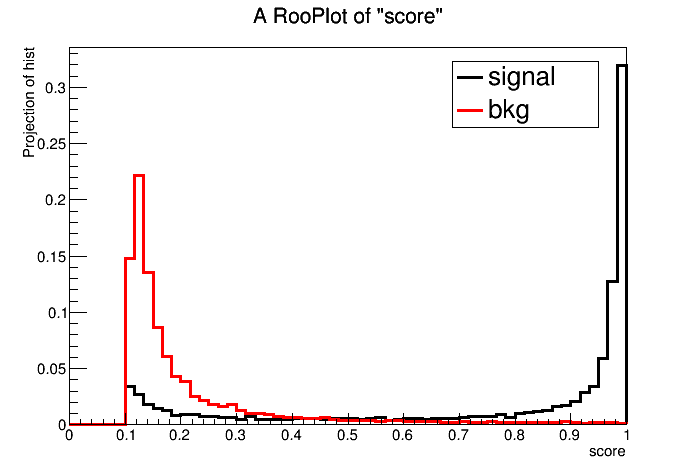 A RooPlot of "score"
Projection of hist
signal
bkg
0.3
0.25
0.2
0.15
0.1
0.05
0
0 0.1 0.2 0.3 0.4 0.5 0.6 0.7 0.8 0.9 1
score